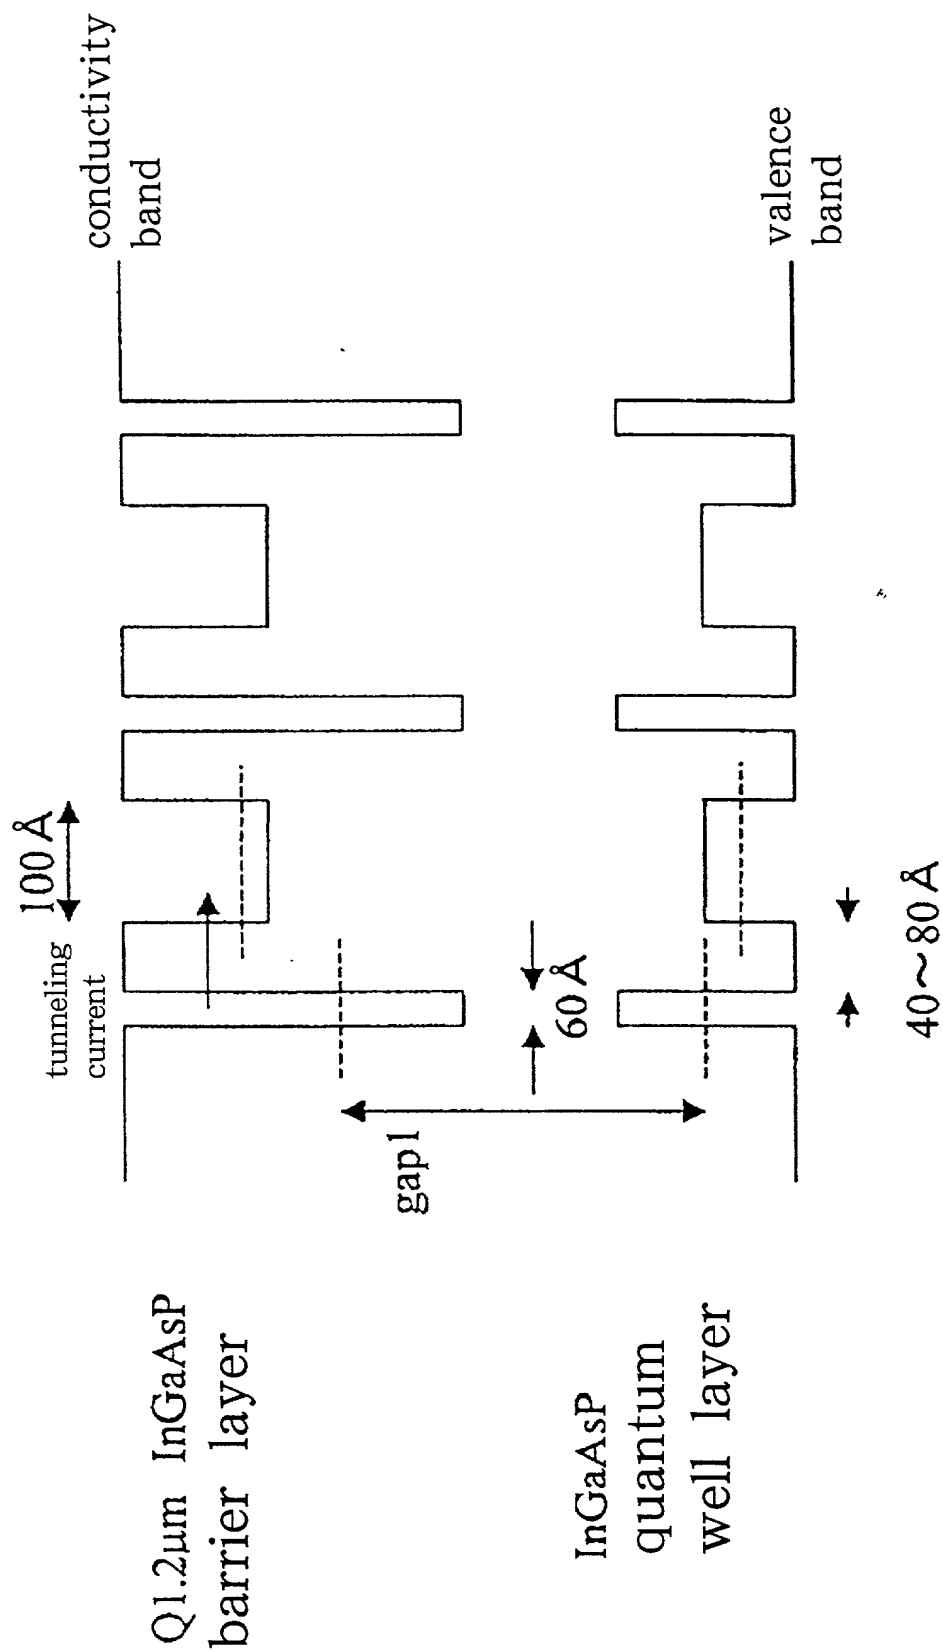 conductivity
band
valence
band
100Å
tunneling
current
60Å
40~80Å
gap1
Q1.2μm InGaAsP
barrier layer
InGaAsP
quantum
well layer